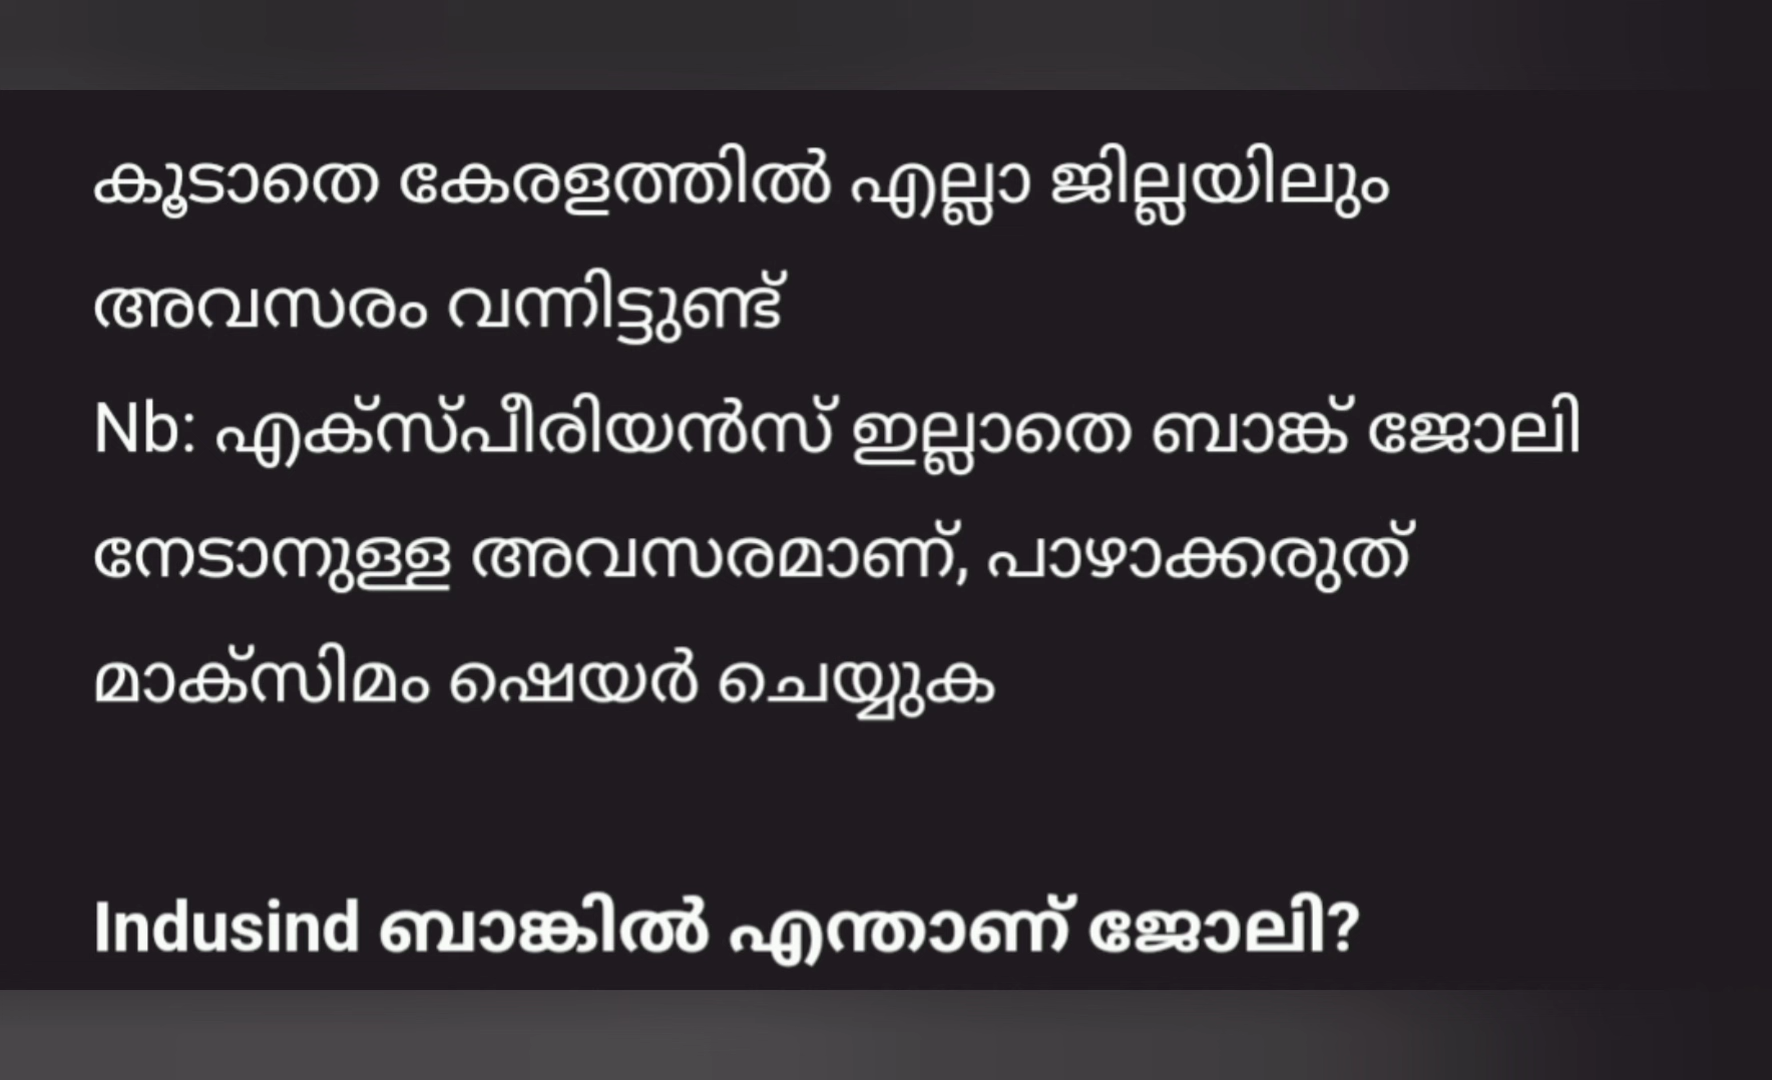 കൂടാതെ കേരളത്തിൽ എല്ലാ ജില്ലയിലും
അവസരം വന്നിട്ടുണ്ട്
Nb: എക്സ്പീരിയൻസ് ഇല്ലാതെ ബാങ്ക് ജോലി
നേടാനുള്ള അവസരമാണ്, പാഴാക്കരുത്
മാക്സിമം ഷെയർ ചെയ്യുക
Indusind ബാങ്കിൽ എന്താണ് ജോലി?